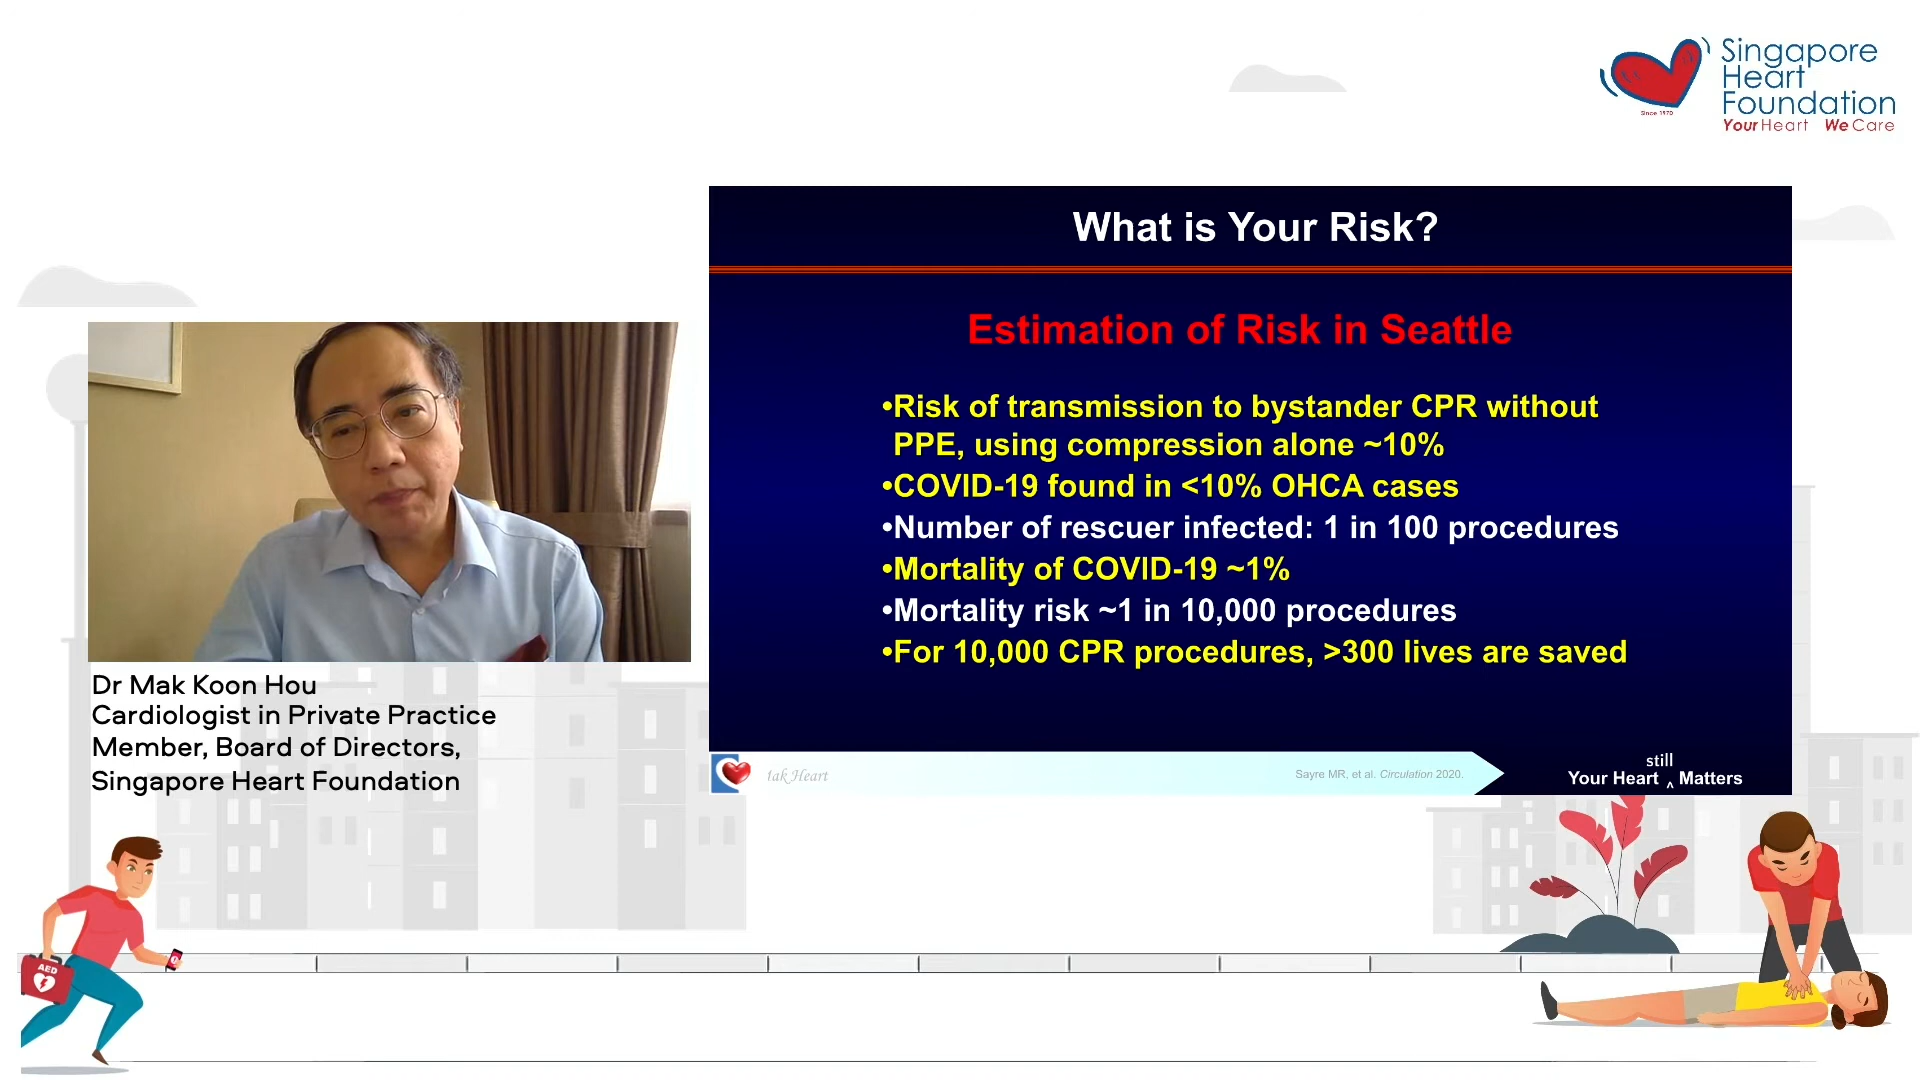 Singapore
Heart
Foundation
Since 1970
Your Heart We Care
What is Your Risk?
Estimation of Risk in Seattle
•Risk of transmission to bystander CPR without
PPE, using compression alone ~10%
•COVID-19 found in <10% OHCA cases
•Number of rescuer infected: 1 in 100 procedures
•Mortality of COVID-19 ~1%
•Mortality risk ~1 in 10,000 procedures
•For 10,000 CPR procedures, >300 lives are saved
Dr Mak Koon Hou
Cardiologist in Private Practice
Member, Board of Directors,
Singapore Heart Foundation
Heart
Sayre MR, et al. Circulation 2020.
still
Your Heart ^ Matters
AED